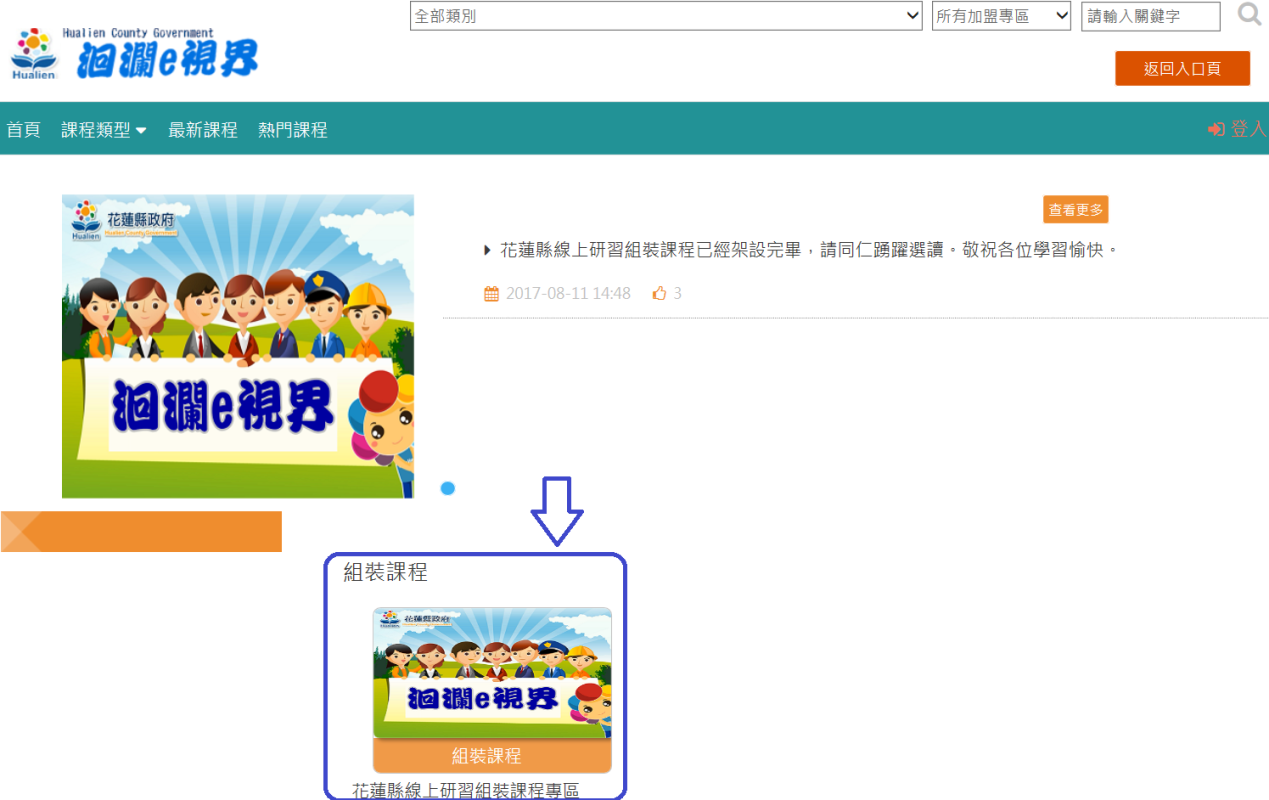 全部類別
所有加盟專區
請輸入關鍵字
Hualien County Government
洄瀾e視界
Hualien
返回入口頁
首頁 課程類型 最新課程 熱門課程
登入
花蓮縣政府
Hualien County Government
Hualien
洄瀾e視界
查看更多
花蓮縣線上研習組裝課程已經架設完畢,請同仁踴躍選讀。敬祝各位學習愉快。
2017-08-11 14:48 3
組裝課程
花蓮縣政府
洄瀾e視界
組裝課程
花蓮縣線上研習組裝課程專區